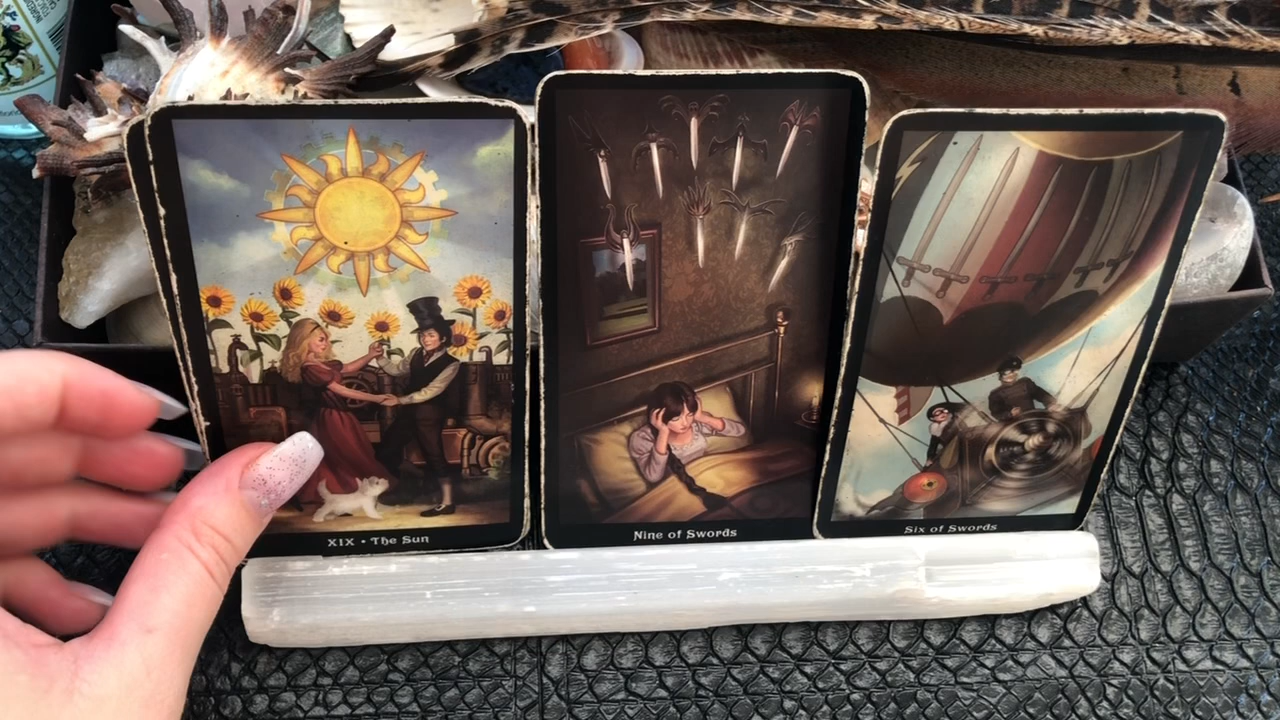 XIX • The Sun
Nine of Swords
Six of Swords